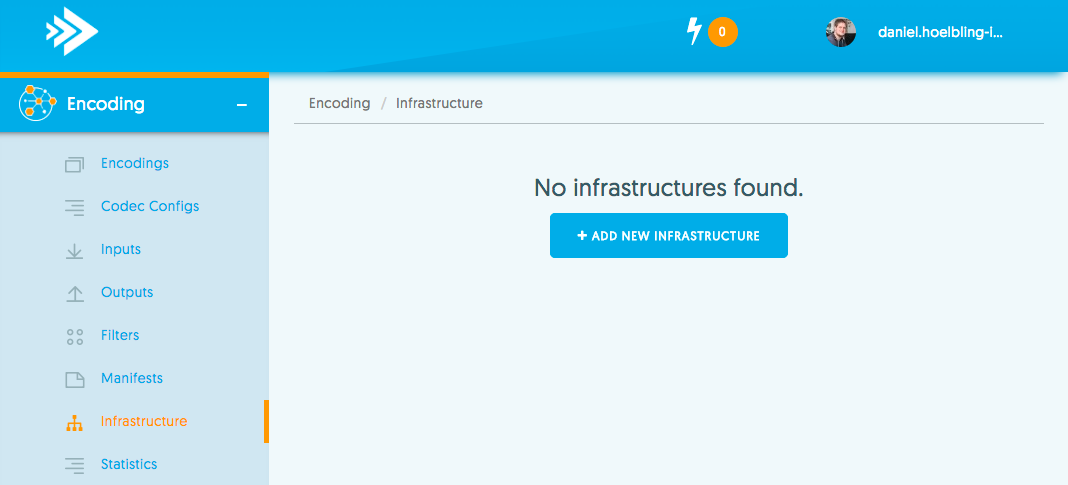 0
daniel.hoelbling-I...
Encoding
Encoding / Infrastructure
Encodings
Codec Configs
Inputs
Outputs
Filters
Manifests
Infrastructure
Statistics
No infrastructures found.
+ ADD NEW INFRASTRUCTURE